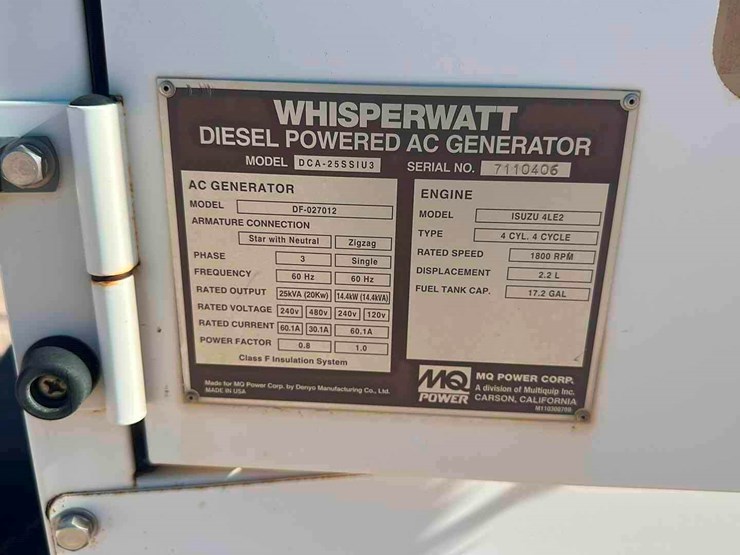 WHISPERWATT
DIESEL POWERED AC GENERATOR
MODEL DCA-25SSIU3 SERIAL NO. 7110406
AC GENERATOR
MODEL DF-027012
ARMATURE CONNECTION
Star with Neutral Zigzag
PHASE 3 Single
FREQUENCY 60 Hz 60 Hz
RATED OUTPUT 25kVA (20Kw) 14.4kW (14.4kVA)
RATED VOLTAGE 240v 480v 240v 120v
RATED CURRENT 60.1A 30.1A 60.1A
POWER FACTOR 0.8 1.0
Class F Insulation System
Made for MQ Power Corp. by Denyo Manufacturing Co., Ltd.
MADE IN USA
ENGINE
MODEL ISUZU 4LE2
TYPE 4 CYL. 4 CYCLE
RATED SPEED 1800 RPM
DISPLACEMENT 2.2 L
FUEL TANK CAP. 17.2 GAL
MQ POWER
MQ POWER CORP.
A division of Multiquip Inc.
CARSON, CALIFORNIA